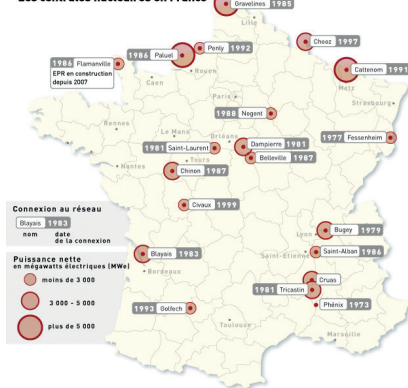 Les centrales nucléaires en France
Gravelines 1985
Lille
1986 Flamanville
EPR en construction
depuis 2007
1986 Paluel
Penly 1992
Rouen
Caen
Chooz 1997
Cattenom 1991
Metz
Strasbourg
Paris
1988 Nogent
Rennes
Le Mans
Orléans
1977 Fessenheim
1981 Saint-Laurent
Dampierre 1981
Belleville 1987
Tours
Nantes
Chinon 1987
Civaux 1999
Connexion au réseau
Blayais 1983
nom date
de la connexion
Puissance nette
en mégawatts électriques (MWe)
moins de 3 000
3 000 - 5 000
plus de 5 000
Blayais 1983
Bordeaux
Bugey 1979
Lyon
Saint-Etienne
Saint-Alban 1986
Cruas
1981 Tricastin
Phénix 1973
1993 Golfech
Toulouse
Marseille